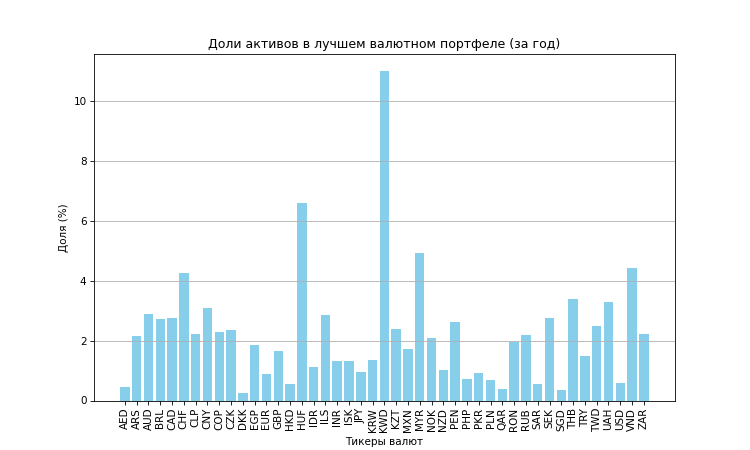 Доли активов в лучшем валютном портфеле (за год)
Доля (%)
10
8
6
4
2
0
AED ARS AUD BRL CAD CHF CLP CNY COP CZK DKK EGP EUR GBP HKD HUF IDR ILS INR ISK JPY KRW KWD KZT MXN MYR NOK NZD PEN PHP PKR PLN QAR RON RUB SAR SEK SGD THB TRY TWD UAH USD VND ZAR
Тикеры валют